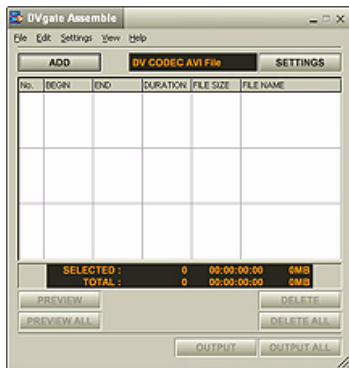 DVgate Assemble
File Edit Settings View Help
ADD DV CODEC AVI File SETTINGS
No. BEGIN END DURATION FILE SIZE FILE NAME
SELECTED : 0 00:00:00:00 0MB
TOTAL : 0 00:00:00:00 0MB
PREVIEW DELETE
PREVIEW ALL DELETE ALL
OUTPUT OUTPUT ALL